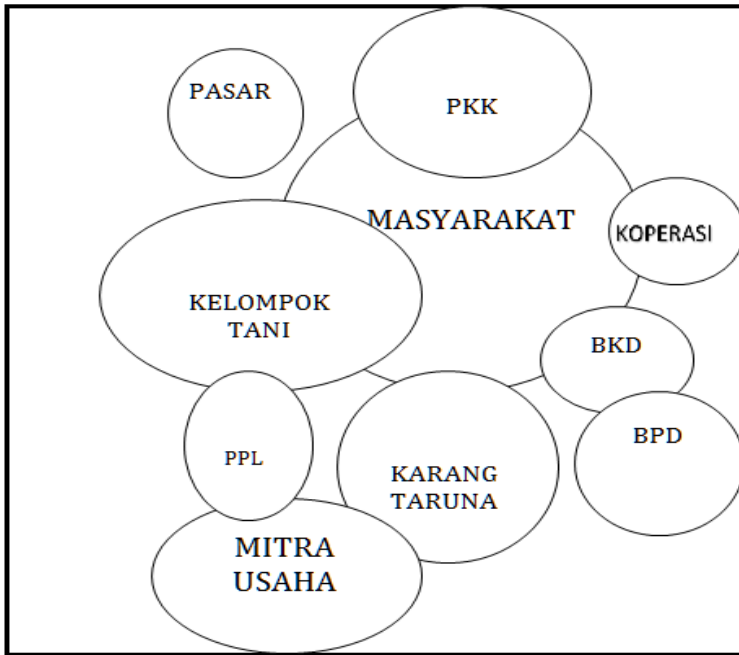 PASAR
PKK
MASYARAKAT
KOPERASI
KELOMPOK
TANI
BKD
BPD
PPL
KARANG
TARUNA
MITRA
USAHA